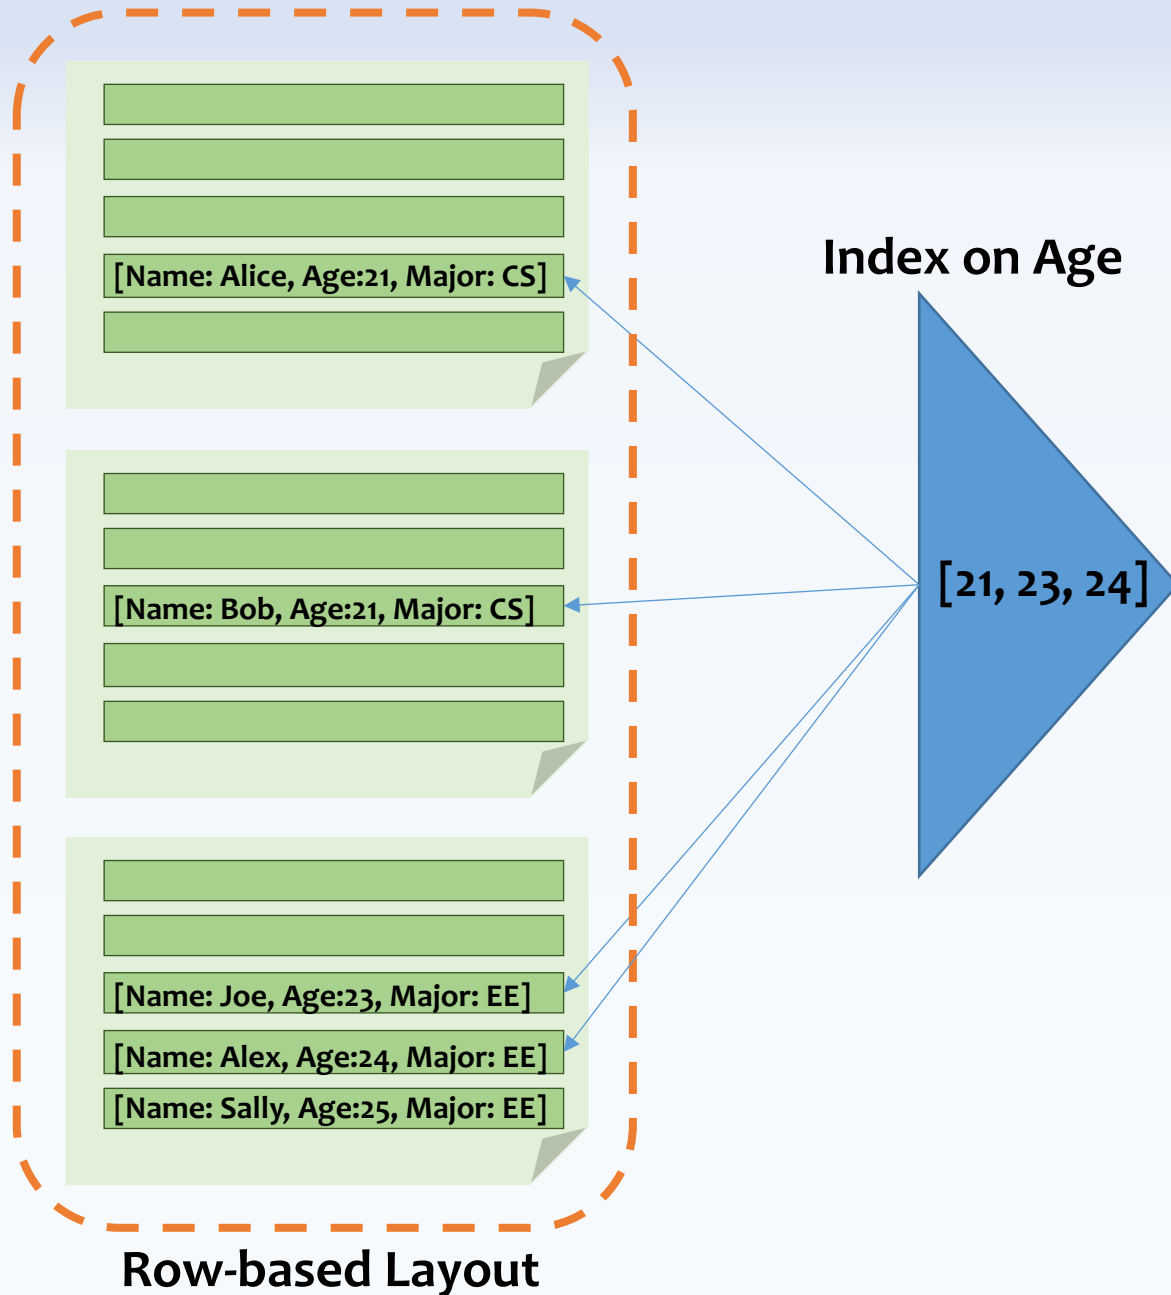 [Name: Alice, Age:21, Major: CS]
Index on Age
[Name: Bob, Age:21, Major: CS]
[21, 23, 24]
[Name: Joe, Age:23, Major: EE]
[Name: Alex, Age:24, Major: EE]
[Name: Sally, Age:25, Major: EE]
Row-based Layout